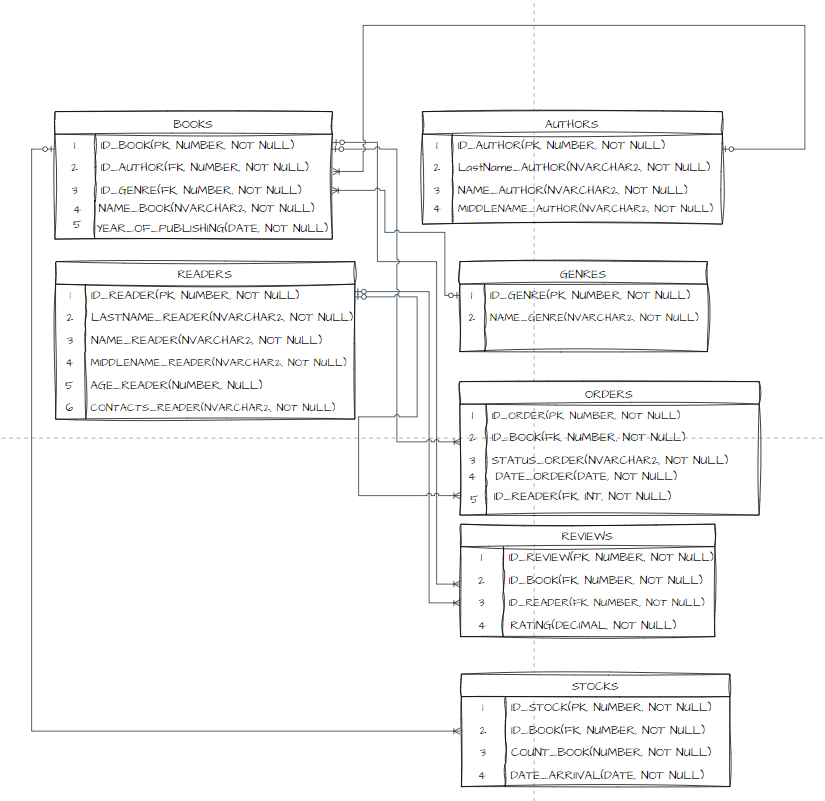 BOOKS
1 ID_BOOK(PK, NUMBER, NOT NULL)
2 ID_AUTHOR(FK, NUMBER, NOT NULL)
3 ID_GENRE(FK, NUMBER, NOT NULL)
4 NAME_BOOK(NVARCHAR2, NOT NULL)
5 YEAR_OF_PUBLISHING(DATE, NOT NULL)
AUTHORS
1 ID_AUTHOR(PK, NUMBER, NOT NULL)
2 LastName_AUTHOR(NVARCHAR2, NOT NULL)
3 NAME_AUTHOR(NVARCHAR2, NOT NULL)
4 MIDDLENAME_AUTHOR(NVARCHAR2, NOT NULL)
READERS
1 ID_READER(PK, NUMBER, NOT NULL)
2 LASTNAME_READER(NVARCHAR2, NOT NULL)
3 NAME_READER(NVARCHAR2, NOT NULL)
4 MIDDLENAME_READER(NVARCHAR2, NOT NULL)
5 AGE_READER(NUMBER, NULL)
6 CONTACTS_READER(NVARCHAR2, NOT NULL)
GENRES
1 ID_GENRE(PK, NUMBER, NOT NULL)
2 NAME_GENRE(NVARCHAR2, NOT NULL)
ORDERS
1 ID_ORDER(PK, NUMBER, NOT NULL)
2 ID_BOOK(FK, NUMBER, NOT NULL)
3 STATUS_ORDER(NVARCHAR2, NOT NULL)
4 DATE_ORDER(DATE, NOT NULL)
5 ID_READER(FK, INT, NOT NULL)
REVIEWS
1 ID_REVIEW(PK, NUMBER, NOT NULL)
2 ID_BOOK(FK, NUMBER, NOT NULL)
3 ID_READER(FK, NUMBER, NOT NULL)
4 RATING(DECIMAL, NOT NULL)
STOCKS
1 ID_STOCK(PK, NUMBER, NOT NULL)
2 ID_BOOK(FK, NUMBER, NOT NULL)
3 COUNT_BOOK(NUMBER, NOT NULL)
4 DATE_ARRIVAL(DATE, NOT NULL)